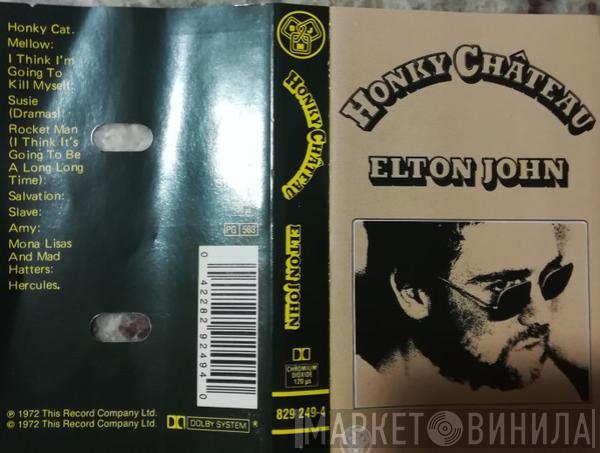 Honky Cat.
Mellow:
I Think I'm
Going To
Kill Myself:
Susie
(Dramas):
Rocket Man
(I Think It's
Going To Be
A Long Long
Time):
Salvation:
Slave:
Amy:
Mona Lisas
And Mad
Hatters:
Hercules.
℗ 1972 This Record Company Ltd.
© 1972 This Record Company Ltd.
DOLBY SYSTEM
PG 583
0 42282 92494 0
HONKY CHÂTEAU
ELTON JOHN
CHROMIUM
DIOXIDE
120 µs
829 249-4
HONKY CHÂTEAU
ELTON JOHN
МАРКЕТ ВИНИЛА